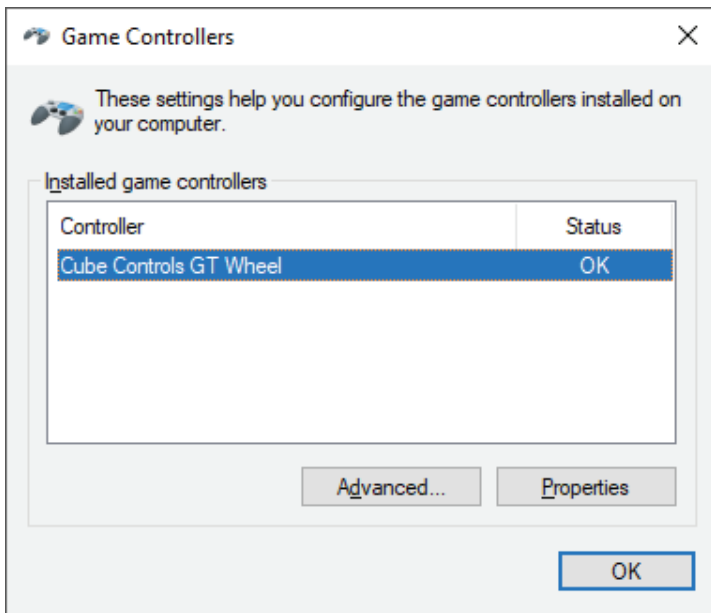 Game Controllers
These settings help you configure the game controllers installed on
your computer.
Installed game controllers
Controller Status
Cube Controls GT Wheel OK
Advanced... Properties
OK